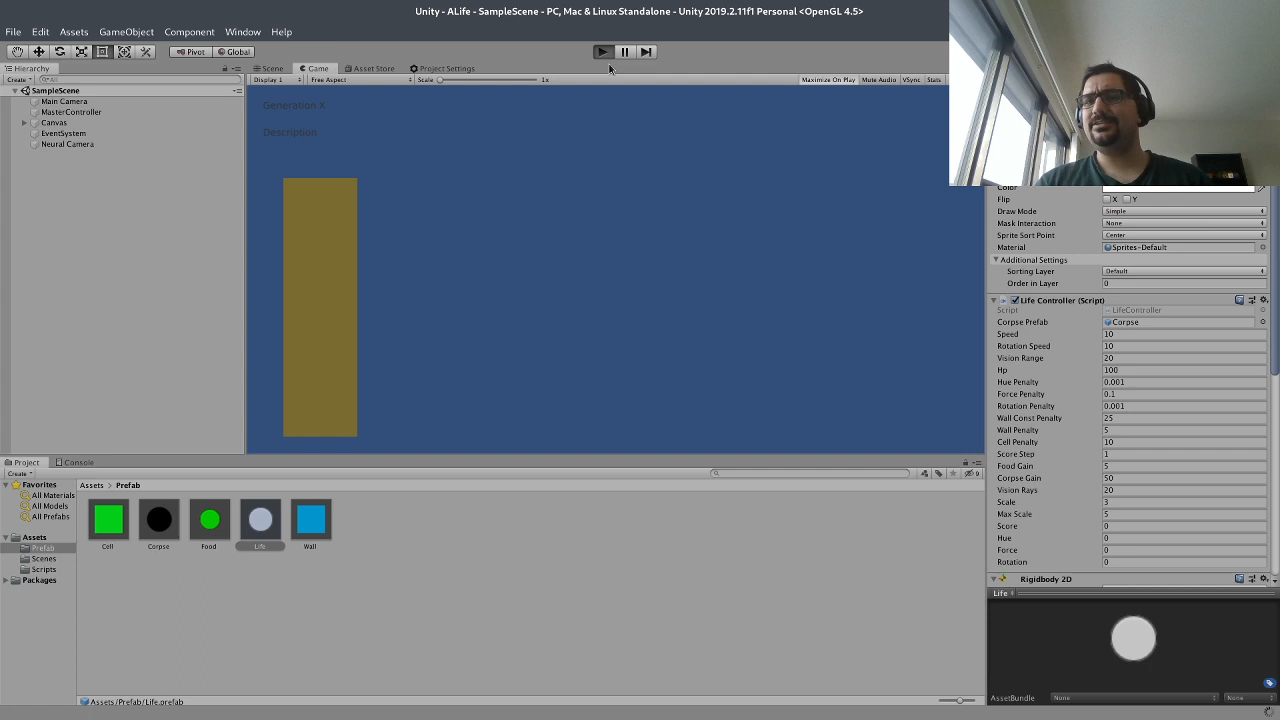 Unity - ALife - SampleScene - PC, Mac & Linux Standalone - Unity 2019.2.11f1 Personal <OpenGL 4.5>
File Edit Assets GameObject Component Window Help
Pivot Global
Hierarchy
Create All
SampleScene
Main Camera
MasterController
Canvas
EventSystem
Neural Camera
Scene Game Asset Store Project Settings
Display 1 Free Aspect Scale 1x Maximize On Play Mute Audio VSync Stats
Generation X
Description
Color
Flip X Y
Draw Mode Simple
Mask Interaction None
Sprite Sort Point Center
Material Sprites-Default
Additional Settings
Sorting Layer Default
Order in Layer 0
Life Controller (Script)
Script LifeController
Corpse Prefab Corpse
Speed 10
Rotation Speed 10
Vision Range 20
Hp 100
Hue Penalty 0.001
Force Penalty 0.1
Rotation Penalty 0.001
Wall Const Penalty 25
Wall Penalty 5
Cell Penalty 10
Score Step 1
Food Gain 5
Corpse Gain 50
Vision Rays 20
Scale 3
Max Scale 5
Score 0
Hue 0
Force 0
Rotation 0
Rigidbody 2D
Life
AssetBundle None None
Project Console
Create
9
Favorites
All Materials
All Models
All Prefabs
Assets
Prefab
Scenes
Scripts
Packages
Assets Prefab
Cell Corpse Food Life Wall
Assets/Prefab/Life.prefab